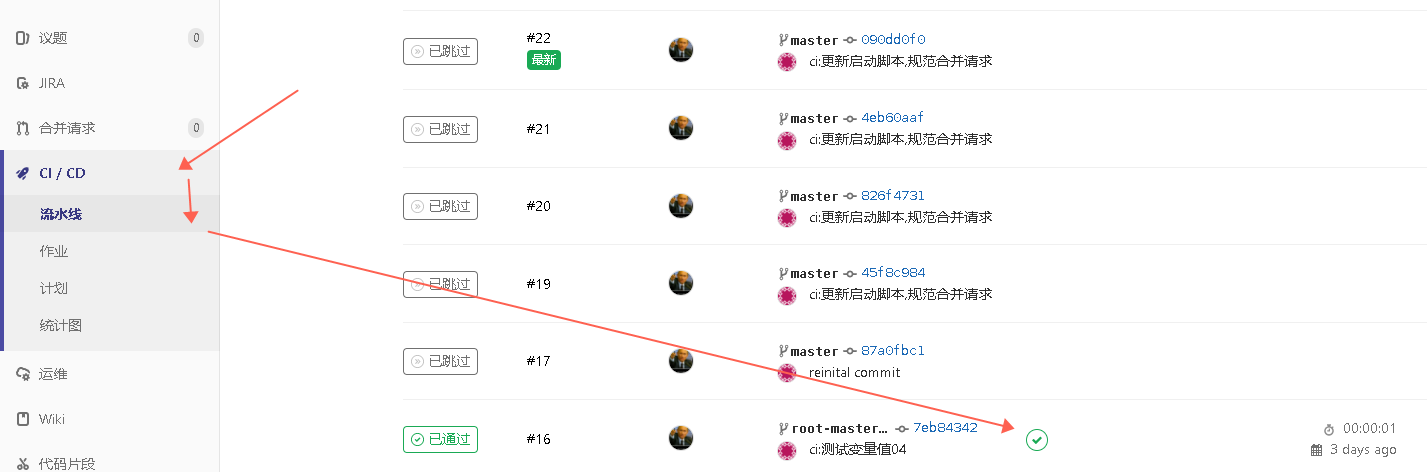 议题 0
JIRA
合并请求 0
CI / CD
流水线
作业
计划
统计图
运维
Wiki
代码片段
已跳过 #22 master 090dd0f0
最新 ci:更新启动脚本,规范合并请求
已跳过 #21 master 4eb60aaf
ci:更新启动脚本,规范合并请求
已跳过 #20 master 826f4731
ci:更新启动脚本,规范合并请求
已跳过 #19 master 45f8c984
ci:更新启动脚本,规范合并请求
已跳过 #17 master 87a0fbc1
reinital commit
已通过 #16 root-master… 7eb84342 00:00:01
ci:测试变量值04 3 days ago